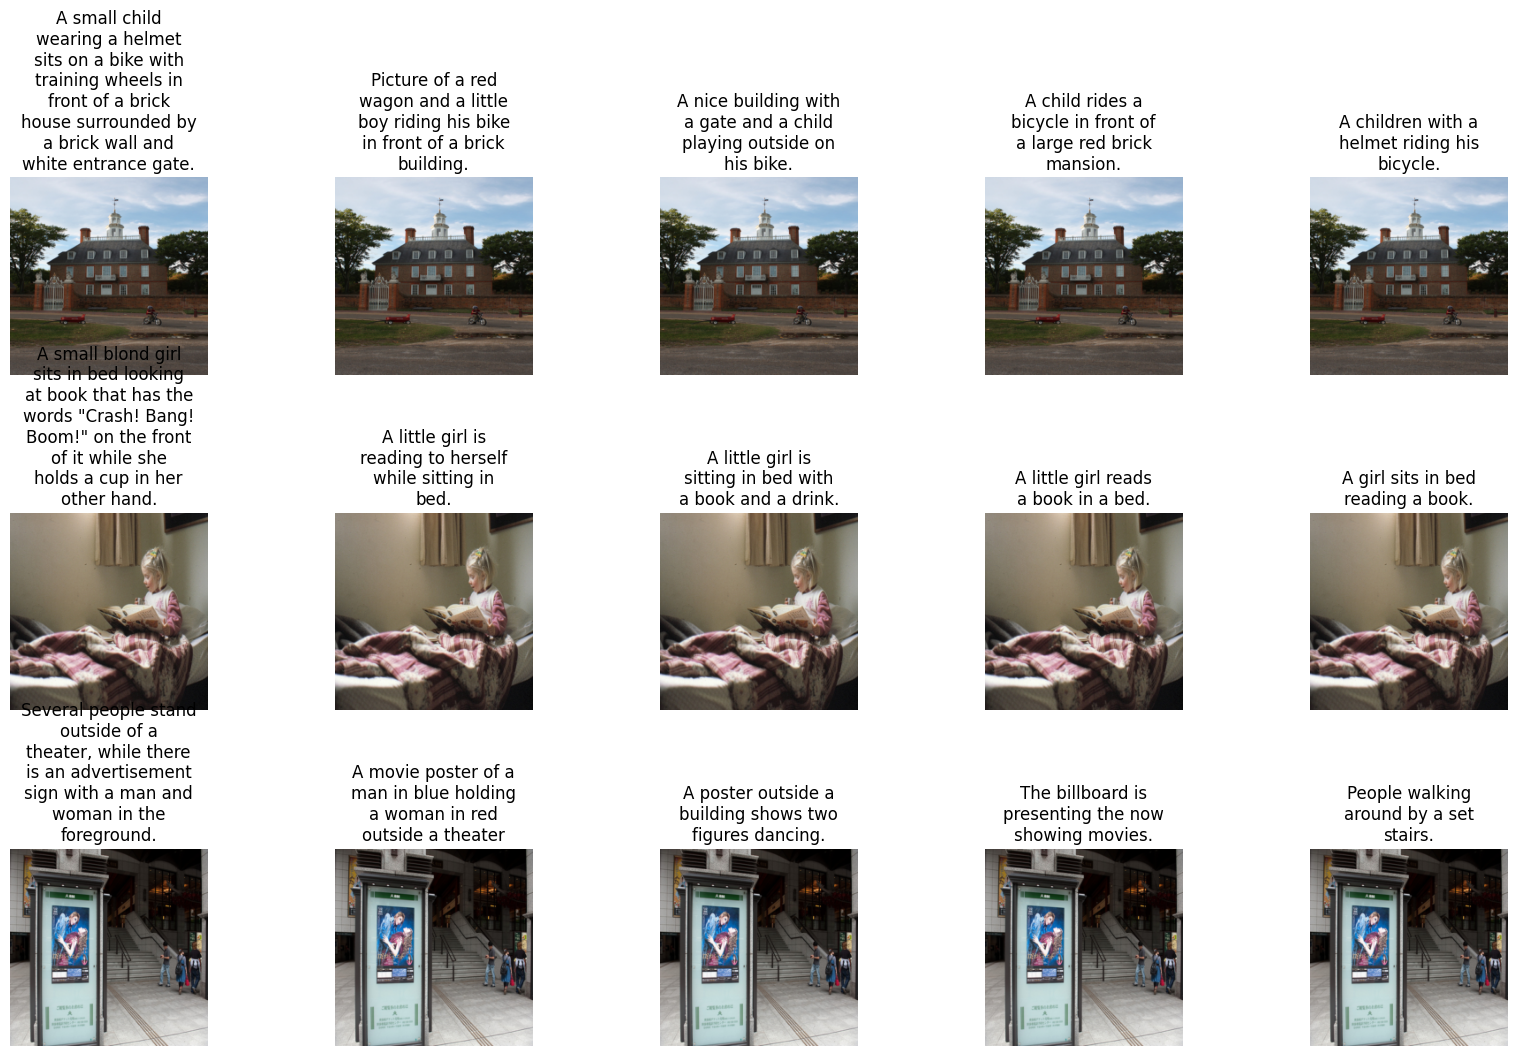 A small child
wearing a helmet
sits on a bike with
training wheels in
front of a brick
house surrounded by
a brick wall and
white entrance gate.
Picture of a red
wagon and a little
boy riding his bike
in front of a brick
building.
A nice building with
a gate and a child
playing outside on
his bike.
A child rides a
bicycle in front of
a large red brick
mansion.
A children with a
helmet riding his
bicycle.
A small blond girl
sits in bed looking
at book that has the
words "Crash! Bang!
Boom!" on the front
of it while she
holds a cup in her
other hand.
A little girl is
reading to herself
while sitting in
bed.
A little girl is
sitting in bed with
a book and a drink.
A little girl reads
a book in a bed.
A girl sits in bed
reading a book.
Several people stand
outside of a
theater, while there
is an advertisement
sign with a man and
woman in the
foreground.
A movie poster of a
man in blue holding
a woman in red
outside a theater
A poster outside a
building shows two
figures dancing.
The billboard is
presenting the now
showing movies.
People walking
around by a set
stairs.